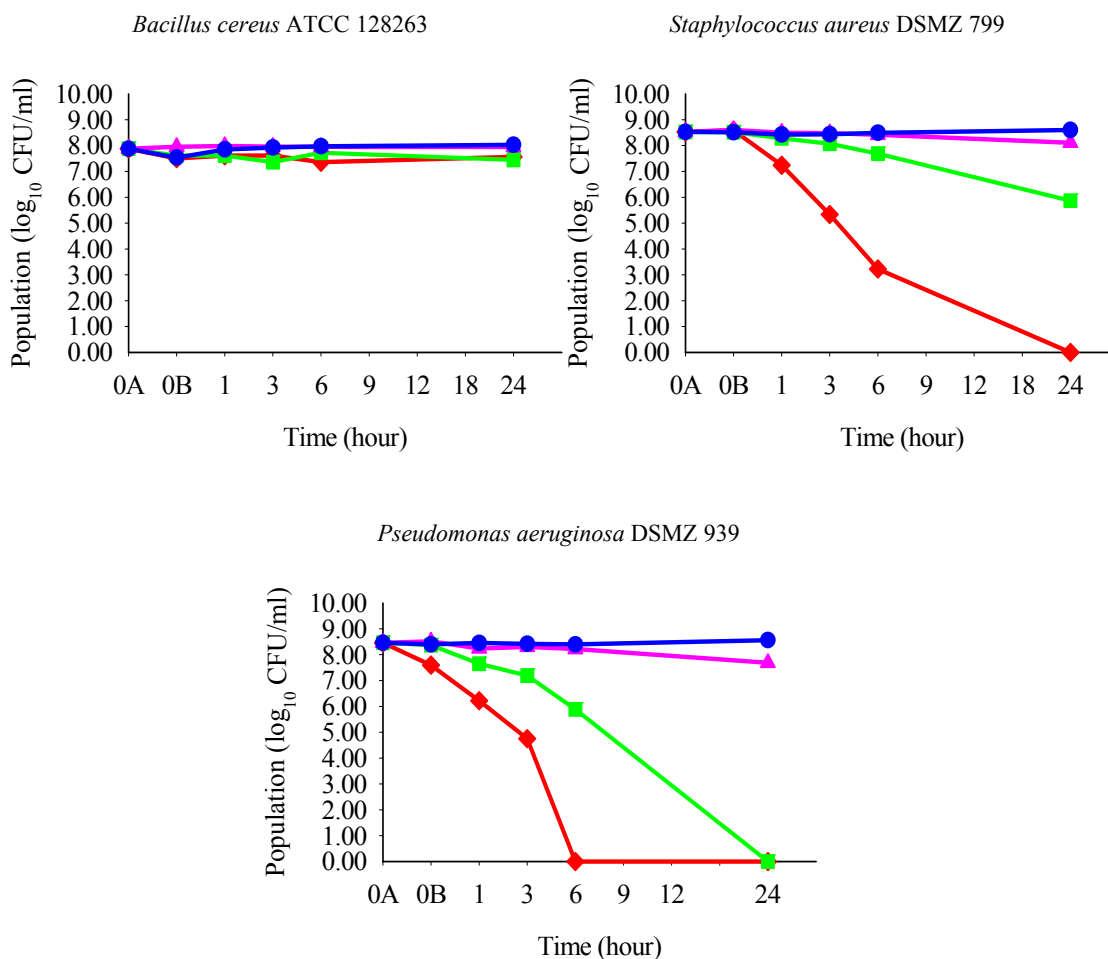 Bacillus cereus ATCC 128263
Population (log10 CFU/ml)
10.00
9.00
8.00
7.00
6.00
5.00
4.00
3.00
2.00
1.00
0.00
0A 0B 1 3 6 9 12 18 24
Time (hour)
Staphylococcus aureus DSMZ 799
Population (log10 CFU/ml)
10.00
9.00
8.00
7.00
6.00
5.00
4.00
3.00
2.00
1.00
0.00
0A 0B 1 3 6 9 12 18 24
Time (hour)
Pseudomonas aeruginosa DSMZ 939
Population (log10 CFU/ml)
10.00
9.00
8.00
7.00
6.00
5.00
4.00
3.00
2.00
1.00
0.00
0A 0B 1 3 6 9 12 24
Time (hour)